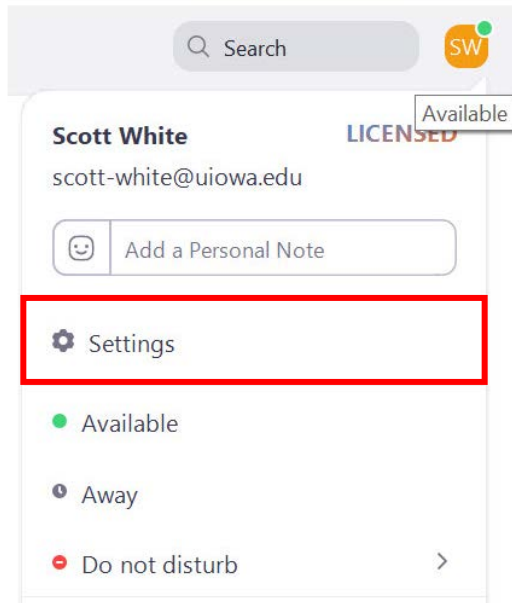 Search
SW
Available
Scott White
LICENSED
scott-white@uiowa.edu
Add a Personal Note
Settings
Available
Away
Do not disturb